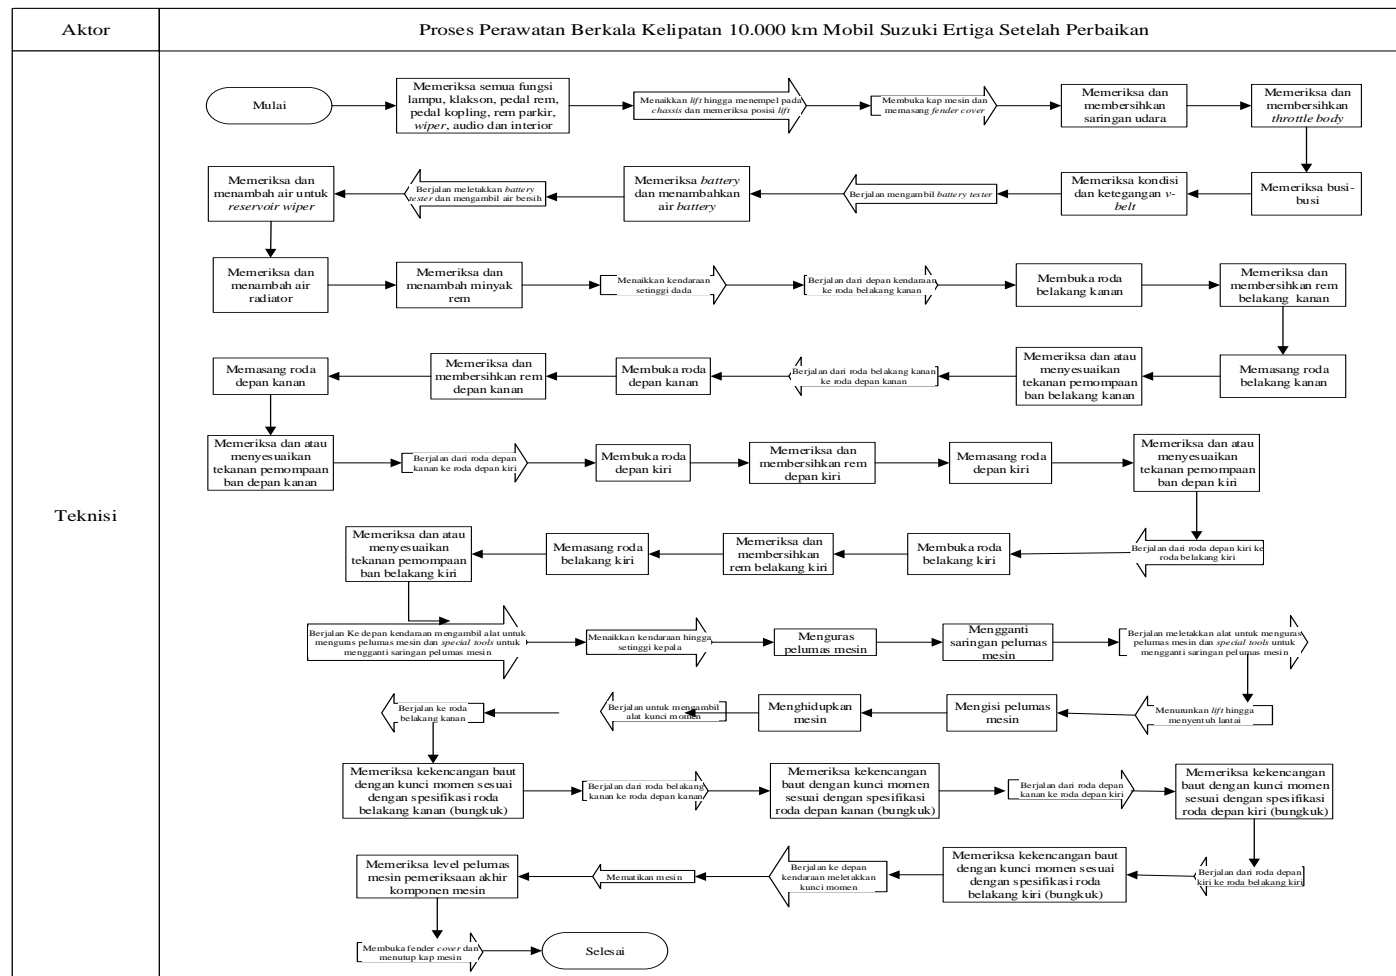 Aktor
Proses Perawatan Berkala Kelipatan 10.000 km Mobil Suzuki Ertiga Setelah Perbaikan
Teknisi
Mulai
Memeriksa semua fungsi
lampu, klakson, pedal rem,
pedal kopling, rem parkir,
wiper, audio dan interior
Menaikkan lift hingga menempel pada
chassis dan memeriksa posisi lift
Membuka kap mesin dan
memasang fender cover
Memeriksa dan
membersihkan
saringan udara
Memeriksa dan
membersihkan
throttle body
Memeriksa busi-
busi
Memeriksa kondisi
dan ketegangan v-
belt
Berjalan mengambil battery tester
Memeriksa battery
dan menambahkan
air battery
Berjalan meletakkan battery
tester dan mengambil air bersih
Memeriksa dan
menambah air untuk
reservoir wiper
Memeriksa dan
menambah air
radiator
Memeriksa dan
menambah minyak
rem
Menaikkan kendaraan
setinggi dada
Berjalan dari depan kendaraan
ke roda belakang kanan
Membuka roda
belakang kanan
Memeriksa dan
membersihkan rem
belakang kanan
Memasang roda
belakang kanan
Memeriksa dan atau
menyesuaikan
tekanan pemompaan
ban belakang kanan
Berjalan dari roda belakang kanan
ke roda depan kanan
Membuka roda
depan kanan
Memeriksa dan
membersihkan rem
depan kanan
Memasang roda
depan kanan
Memeriksa dan atau
menyesuaikan
tekanan pemompaan
ban depan kanan
Berjalan dari roda depan
kanan ke roda depan kiri
Membuka roda
depan kiri
Memeriksa dan
membersihkan rem
depan kiri
Memasang roda
depan kiri
Memeriksa dan atau
menyesuaikan
tekanan pemompaan
ban depan kiri
Berjalan dari roda depan kiri ke
roda belakang kiri
Membuka roda
belakang kiri
Memeriksa dan
membersihkan
rem belakang kiri
Memasang roda
belakang kiri
Memeriksa dan atau
menyesuaikan
tekanan pemompaan
ban belakang kiri
Berjalan Ke depan kendaraan mengambil alat untuk
menguras pelumas mesin dan special tools untuk
mengganti saringan pelumas mesin
Menaikkan kendaraan hingga
setinggi kepala
Menguras
pelumas mesin
Mengganti
saringan pelumas
mesin
Berjalan meletakkan alat untuk menguras
pelumas mesin dan special tools untuk
mengganti saringan pelumas mesin
Menurunkan lift hingga
menyentuh lantai
Mengisi pelumas
mesin
Menghidupkan
mesin
Berjalan untuk mengambil
alat kunci momen
Berjalan ke roda
belakang kanan
Memeriksa kekencangan baut
dengan kunci momen sesuai
dengan spesifikasi roda
belakang kanan (bungkuk)
Berjalan dari roda belakang
kanan ke roda depan kanan
Memeriksa kekencangan
baut dengan kunci momen
sesuai dengan spesifikasi
roda depan kanan (bungkuk)
Berjalan dari roda depan
kanan ke roda depan kiri
Memeriksa kekencangan
baut dengan kunci momen
sesuai dengan spesifikasi
roda depan kiri (bungkuk)
Berjalan dari roda depan
kiri ke roda belakang kiri
Memeriksa kekencangan baut
dengan kunci momen sesuai
dengan spesifikasi roda
belakang kiri (bungkuk)
Berjalan ke depan
kendaraan meletakkan
kunci momen
Mematikan mesin
Memeriksa level pelumas
mesin pemeriksaan akhir
komponen mesin
Membuka fender cover dan
menutup kap mesin
Selesai